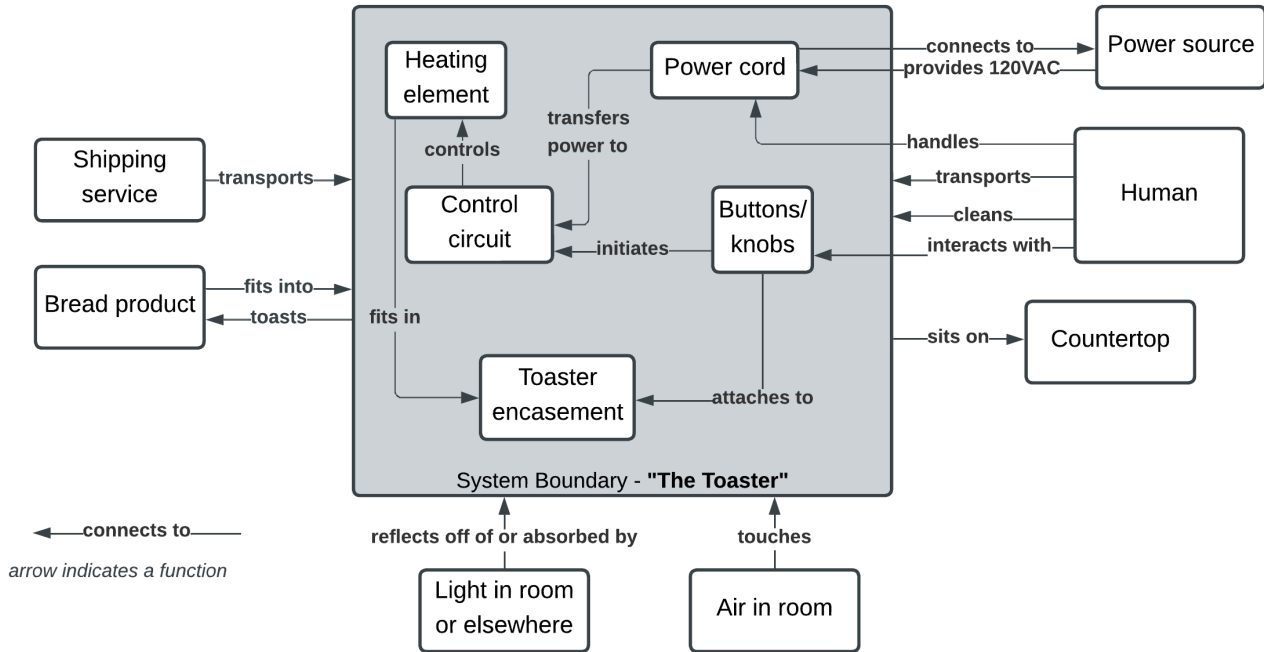 Heating
element
Power cord
connects to
provides 120VAC
Power source
transfers
power to
controls
handles
Shipping
service
transports
transports
Human
Control
circuit
Buttons/
knobs
cleans
initiates
interacts with
Bread product
fits into
toasts
fits in
sits on
Countertop
Toaster
encasement
attaches to
System Boundary - "The Toaster"
connects to
arrow indicates a function
reflects off of or absorbed by
touches
Light in room
or elsewhere
Air in room